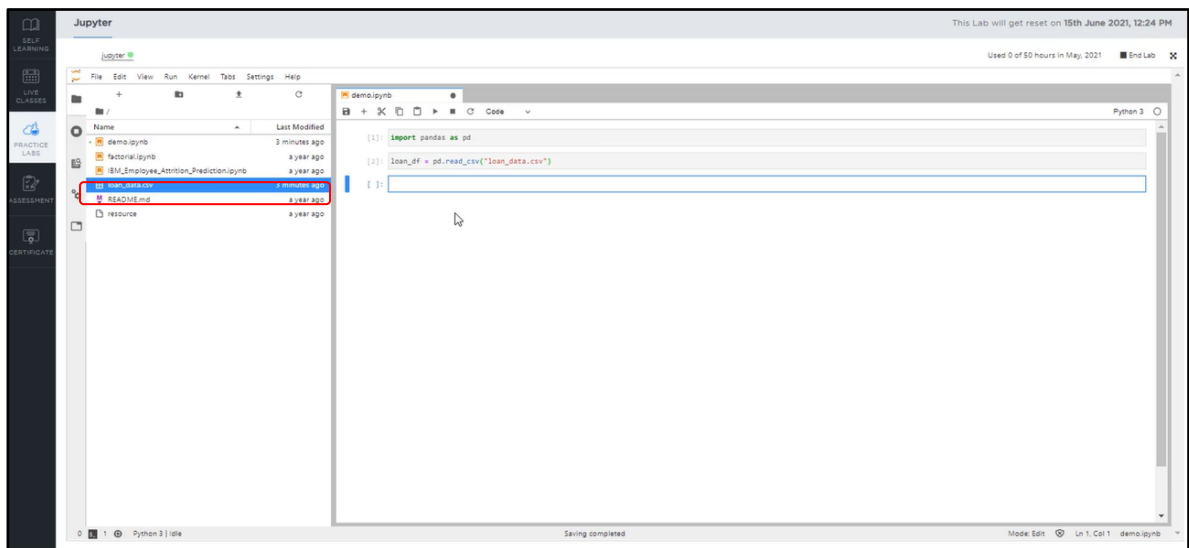 Jupyter
This Lab will get reset on 15th June 2021, 12:24 PM
SELF
LEARNING
LIVE
CLASSES
PRACTICE
LABS
ASSESSMENT
CERTIFICATE
jupyter
Used 0 of 50 hours in May, 2021 End Lab
File Edit View Run Kernel Tabs Settings Help
/
Name Last Modified
demo.ipynb 3 minutes ago
factorial.ipynb a year ago
IBM_Employee_Attrition_Prediction.ipynb a year ago
loan_data.csv 3 minutes ago
README.md a year ago
resource a year ago
demo.ipynb
Code Python 3
[1]: import pandas as pd
[2]: loan_df = pd.read_csv("loan_data.csv")
[ ]:
0 1 Python 3 | Idle Saving completed Mode: Edit Ln 1, Col 1 demo.ipynb